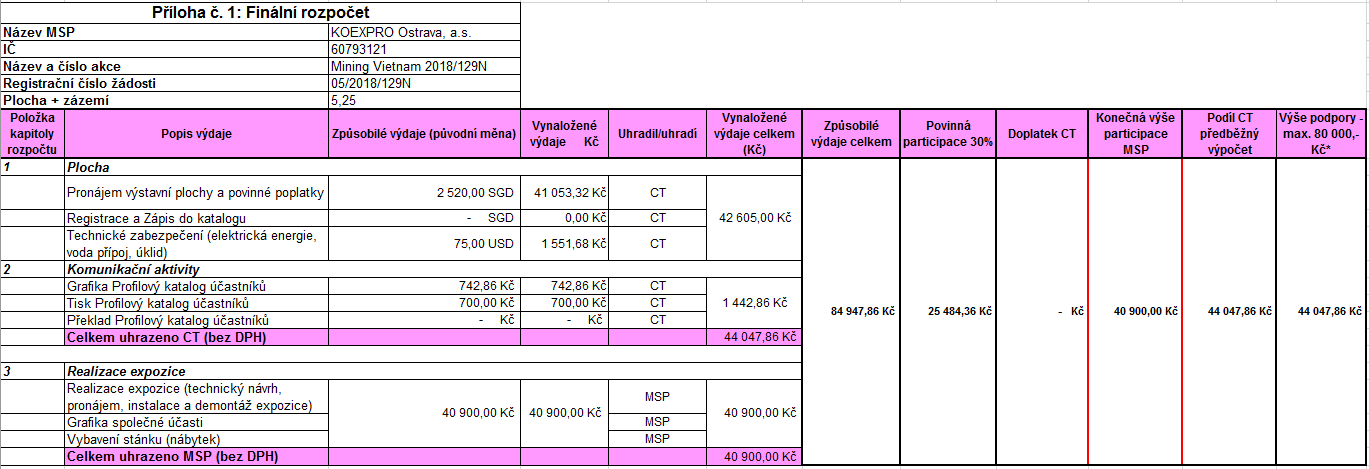 Příloha č. 1: Finální rozpočet
Název MSP KOEXPRO Ostrava, a.s.
IČ 60793121
Název a číslo akce Mining Vietnam 2018/129N
Registrační číslo žádosti 05/2018/129N
Plocha + zázemí 5,25
Položka kapitoly rozpočtu Popis výdaje Způsobilé výdaje (původní měna) Vynaložené výdaje Kč Uhradil/uhradí Vynaložené výdaje celkem (Kč) Způsobilé výdaje celkem Povinná participace 30% Doplatek CT Konečná výše participace MSP Podíl CT předběžný výpočet Výše podpory - max. 80 000,- Kč*
1 Plocha
Pronájem výstavní plochy a povinné poplatky 2 520,00 SGD 41 053,32 Kč CT
Registrace a Zápis do katalogu - SGD 0,00 Kč CT 42 605,00 Kč
Technické zabezpečení (elektrická energie, voda přípoj, úklid) 75,00 USD 1 551,68 Kč CT
2 Komunikační aktivity
Grafika Profilový katalog účastníků 742,86 Kč 742,86 Kč CT
Tisk Profilový katalog účastníků 700,00 Kč 700,00 Kč CT 1 442,86 Kč
Překlad Profilový katalog účastníků - Kč - Kč CT
84 947,86 Kč 25 484,36 Kč - Kč 40 900,00 Kč 44 047,86 Kč 44 047,86 Kč
Celkem uhrazeno CT (bez DPH) 44 047,86 Kč
3 Realizace expozice
Realizace expozice (technický návrh, pronájem, instalace a demontáž expozice) MSP
40 900,00 Kč 40 900,00 Kč 40 900,00 Kč
Grafika společné účasti MSP
Vybavení stánku (nábytek) MSP
Celkem uhrazeno MSP (bez DPH) 40 900,00 Kč